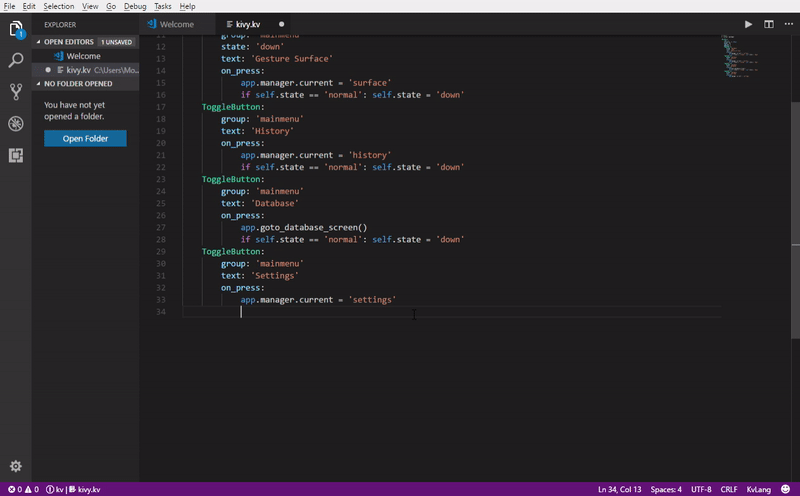 File Edit Selection View Go Debug Tasks Help
EXPLORER
Welcome
kivy.kv
OPEN EDITORS 1 UNSAVED
Welcome
kivy.kv C:\Users\Mo...
NO FOLDER OPENED
You have not yet
opened a folder.
Open Folder
1
11 group: 'mainmenu'
12 state: 'down'
13 text: 'Gesture Surface'
14 on_press:
15 app.manager.current = 'surface'
16 if self.state == 'normal': self.state = 'down'
17 ToggleButton:
18 group: 'mainmenu'
19 text: 'History'
20 on_press:
21 app.manager.current = 'history'
22 if self.state == 'normal': self.state = 'down'
23 ToggleButton:
24 group: 'mainmenu'
25 text: 'Database'
26 on_press:
27 app.goto_database_screen()
28 if self.state == 'normal': self.state = 'down'
29 ToggleButton:
30 group: 'mainmenu'
31 text: 'Settings'
32 on_press:
33 app.manager.current = 'settings'
34
0 0 kv | kivy.kv Ln 34, Col 13 Spaces: 4 UTF-8 CRLF KvLang